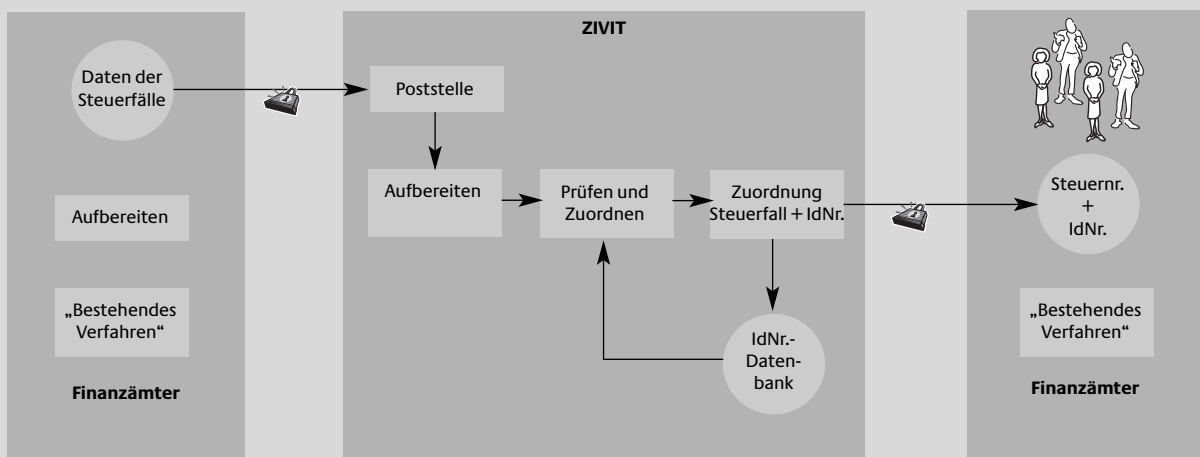 Daten der
Steuerfälle
Aufbereiten
„Bestehendes
Verfahren“
Finanzämter
ZIVIT
Poststelle
Aufbereiten
Prüfen und
Zuordnen
Zuordnung
Steuerfall + IdNr.
IdNr.-
Daten-
bank
Steuernr.
+
IdNr.
„Bestehendes
Verfahren“
Finanzämter